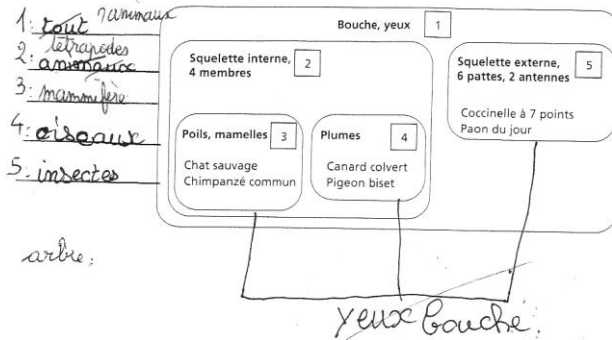 1: tout animaux
2: animaux tétrapodes
3: mammifère
4: oiseaux
5: insectes
Bouche, yeux 1
Squelette interne, 2
4 membres
Squelette externe, 5
6 pattes, 2 antennes
Coccinelle à 7 points
Paon du jour
Poils, mamelles 3
Chat sauvage
Chimpanzé commun
Plumes 4
Canard colvert
Pigeon biset
arbre:
yeux bouche.